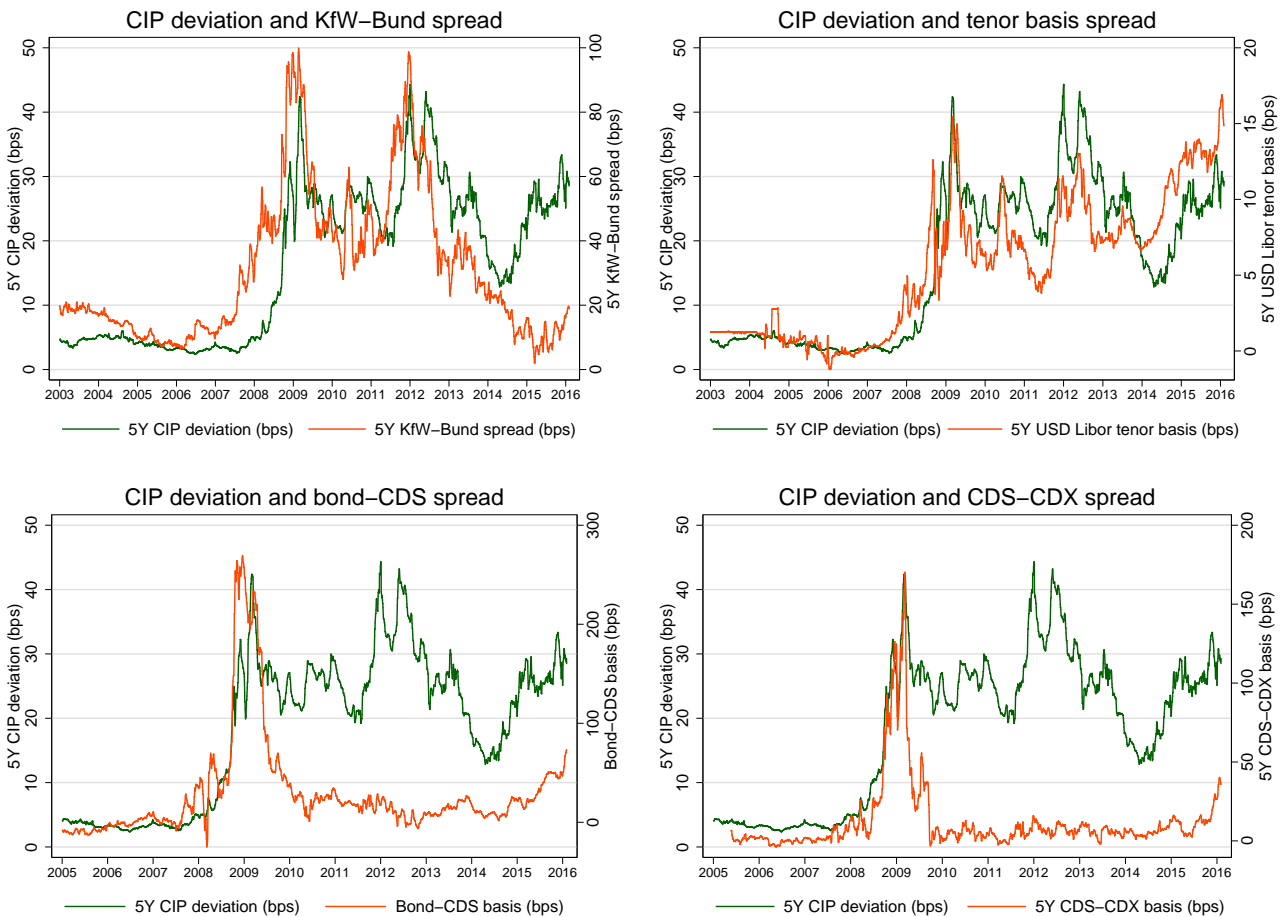 CIP deviation and KfW−Bund spread
5Y CIP deviation (bps)
0
10
20
30
40
50
0
20
40
60
80
100
5Y KfW−Bund spread (bps)
2003 2004 2005 2006 2007 2008 2009 2010 2011 2012 2013 2014 2015 2016
5Y CIP deviation (bps) 5Y KfW−Bund spread (bps)
CIP deviation and tenor basis spread
5Y CIP deviation (bps)
0
10
20
30
40
50
0
5
10
15
20
5Y USD Libor tenor basis (bps)
2003 2004 2005 2006 2007 2008 2009 2010 2011 2012 2013 2014 2015 2016
5Y CIP deviation (bps) 5Y USD Libor tenor basis (bps)
CIP deviation and bond−CDS spread
5Y CIP deviation (bps)
0
10
20
30
40
50
0
100
200
300
Bond−CDS basis (bps)
2005 2006 2007 2008 2009 2010 2011 2012 2013 2014 2015 2016
5Y CIP deviation (bps) Bond−CDS basis (bps)
CIP deviation and CDS−CDX spread
5Y CIP deviation (bps)
0
10
20
30
40
50
0
50
100
150
200
5Y CDS−CDX basis (bps)
2005 2006 2007 2008 2009 2010 2011 2012 2013 2014 2015 2016
5Y CIP deviation (bps) 5Y CDS−CDX basis (bps)